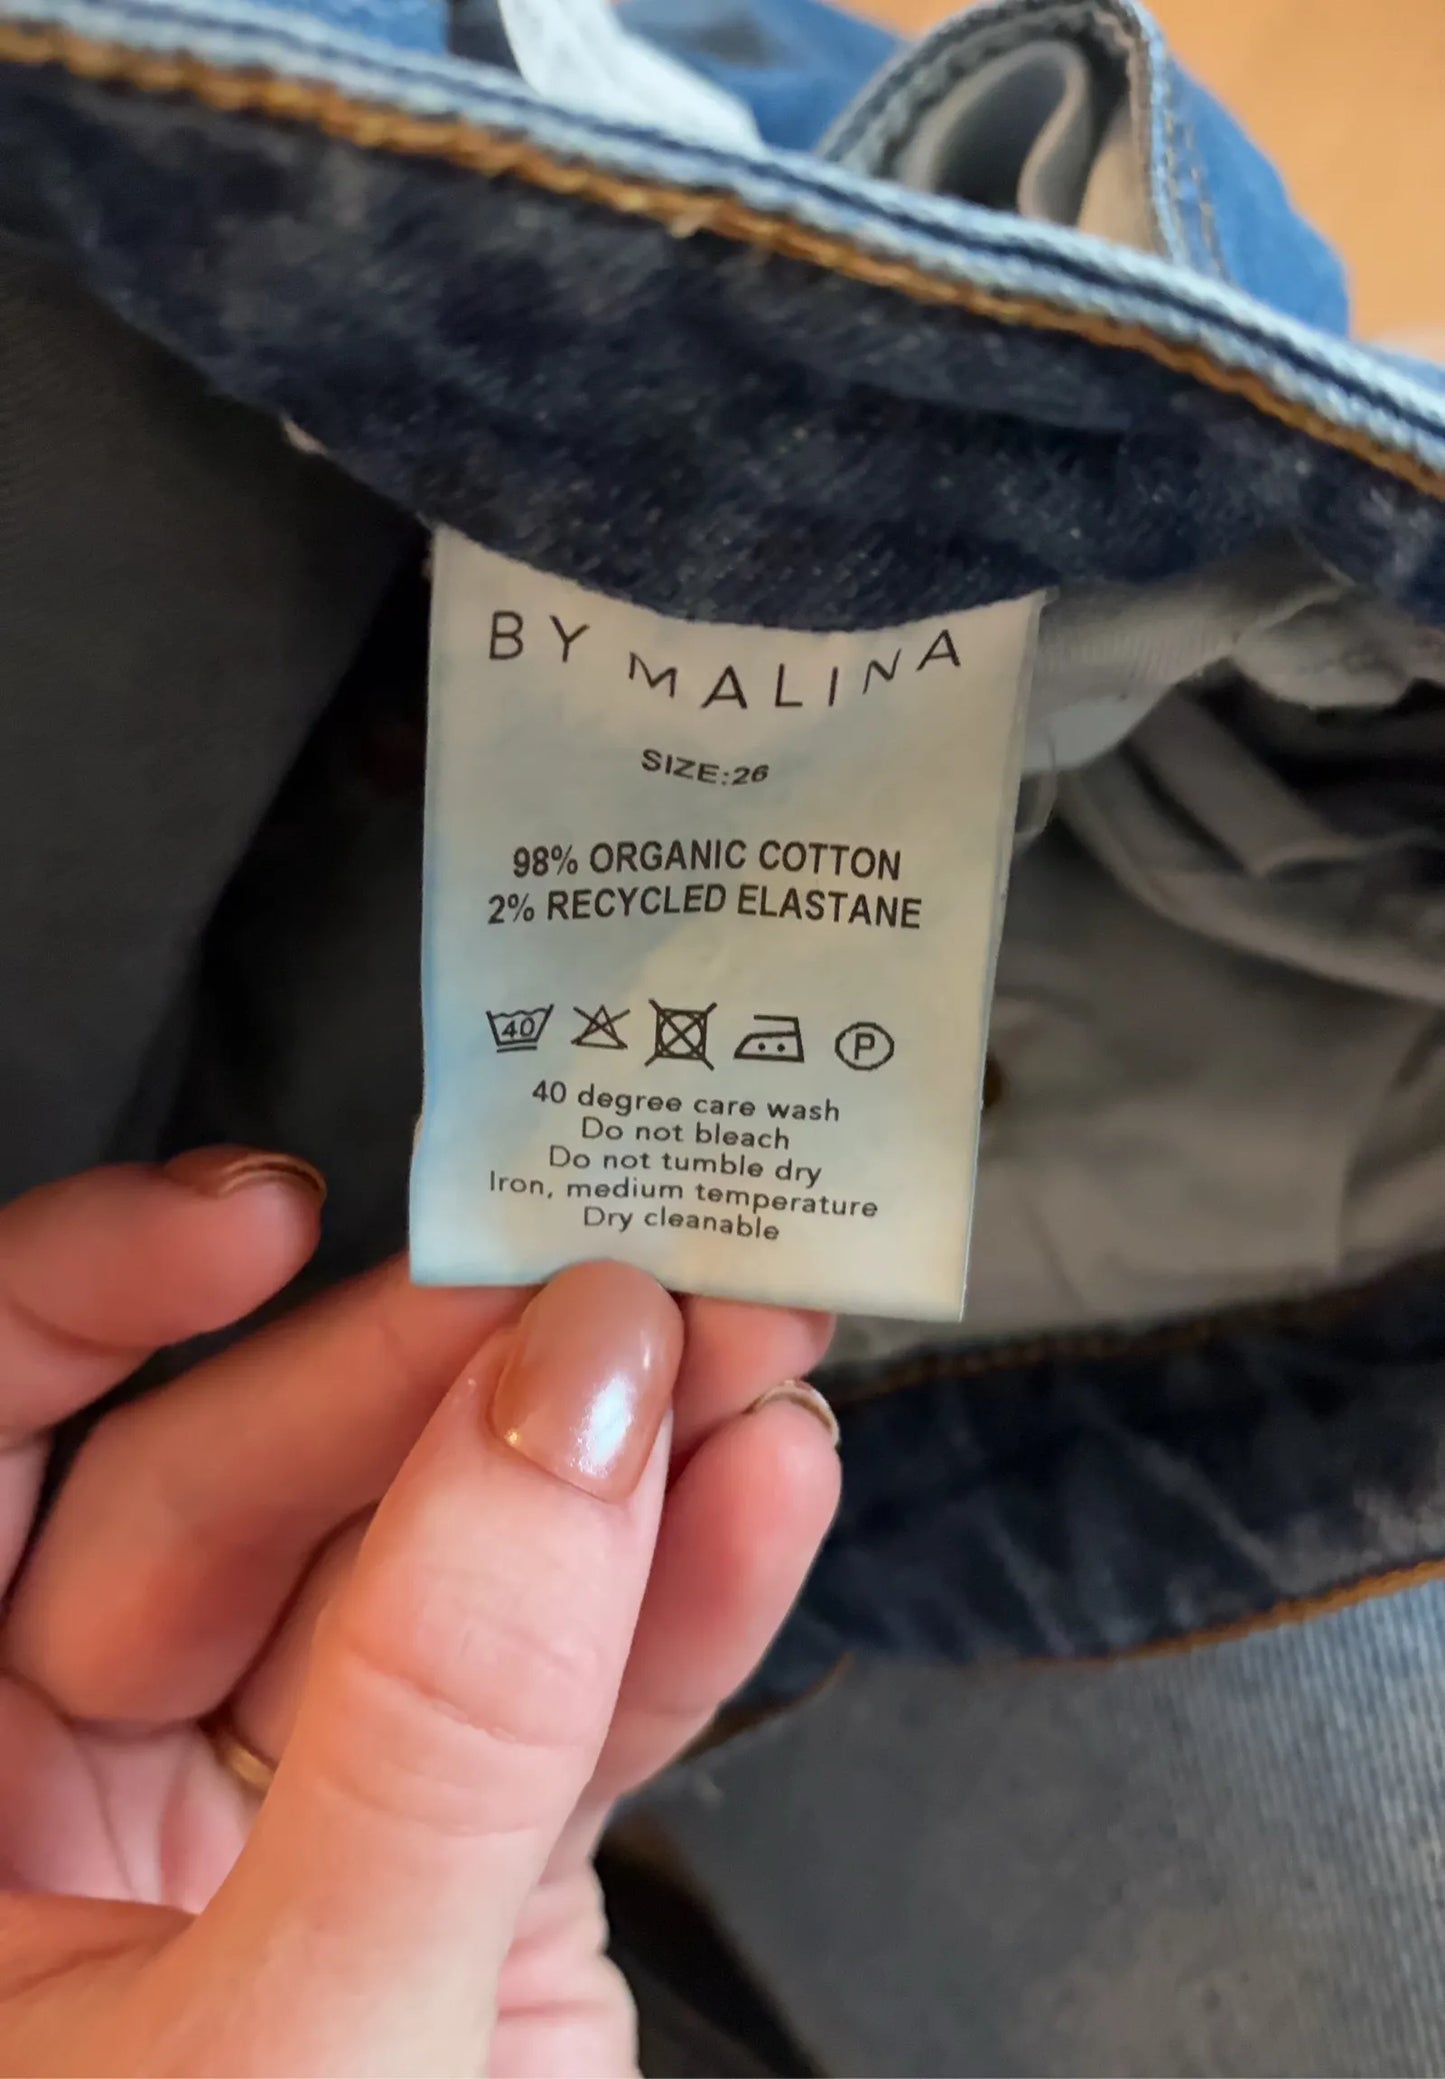 BY MALINA
SIZE:26
98% ORGANIC COTTON
2% RECYCLED ELASTANE
40 P
40 degree care wash
Do not bleach
Do not tumble dry
Iron, medium temperature
Dry cleanable